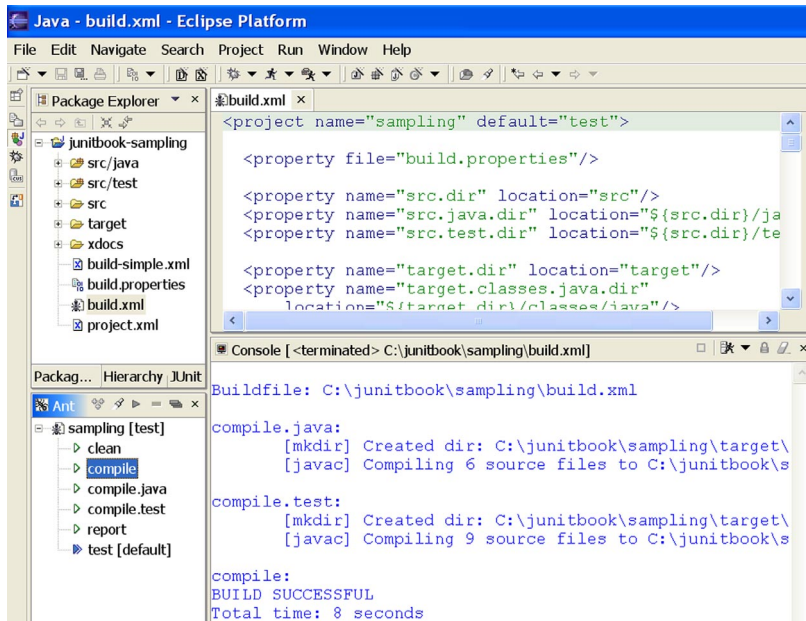 Java - build.xml - Eclipse Platform
File Edit Navigate Search Project Run Window Help
Package Explorer
junitbook-sampling
src/java
src/test
src
target
xdocs
build-simple.xml
build.properties
build.xml
project.xml
Packag... Hierarchy JUnit
build.xml
<project name="sampling" default="test">
<property file="build.properties"/>
<property name="src.dir" location="src"/>
<property name="src.java.dir" location="${src.dir}/ja
<property name="src.test.dir" location="${src.dir}/te
<property name="target.dir" location="target"/>
<property name="target.classes.java.dir"
location="${target.dir}/classes/java"/>
Ant
sampling [test]
clean
compile
compile.java
compile.test
report
test [default]
Console [ <terminated> C:\junitbook\sampling\build.xml]
Buildfile: C:\junitbook\sampling\build.xml
compile.java:
[mkdir] Created dir: C:\junitbook\sampling\target\
[javac] Compiling 6 source files to C:\junitbook\s
compile.test:
[mkdir] Created dir: C:\junitbook\sampling\target\
[javac] Compiling 9 source files to C:\junitbook\s
compile:
BUILD SUCCESSFUL
Total time: 8 seconds